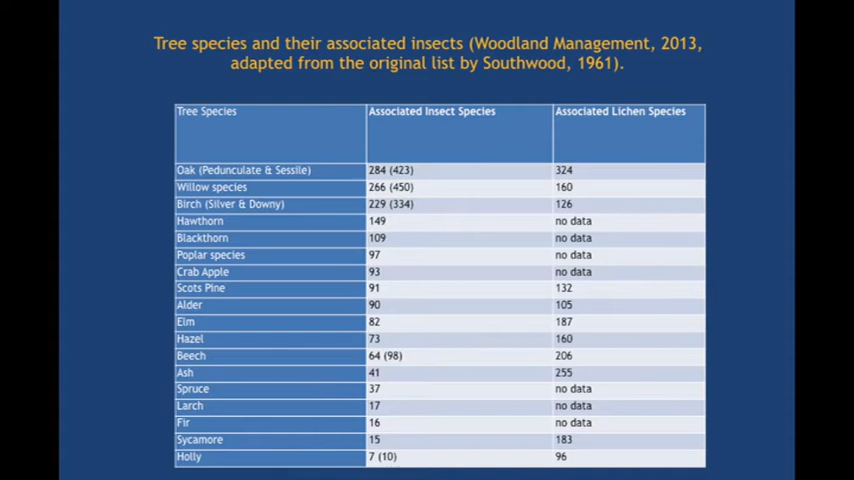 Tree species and their associated insects (Woodland Management, 2013,
adapted from the original list by Southwood, 1961).
Tree Species Associated Insect Species Associated Lichen Species
Oak (Pedunculate & Sessile) 284 (423) 324
Willow species 266 (450) 160
Birch (Silver & Downy) 229 (334) 126
Hawthorn 149 no data
Blackthorn 109 no data
Poplar species 97 no data
Crab Apple 93 no data
Scots Pine 91 132
Alder 90 105
Elm 82 187
Hazel 73 160
Beech 64 (98) 206
Ash 41 255
Spruce 37 no data
Larch 17 no data
Fir 16 no data
Sycamore 15 183
Holly 7 (10) 96